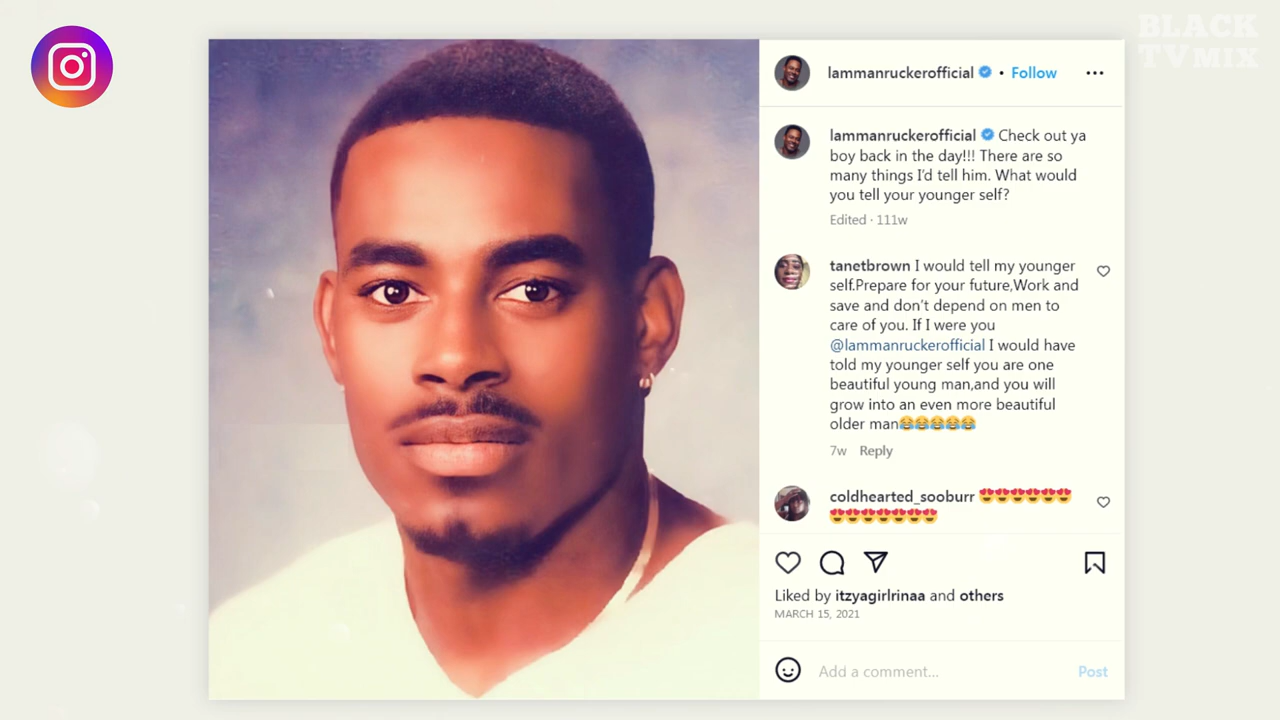 BLACK
TVMIX
lammanruckerofficial • Follow
lammanruckerofficial Check out ya
boy back in the day!!! There are so
many things I'd tell him. What would
you tell your younger self?
Edited · 111w
tanetbrown I would tell my younger
self.Prepare for your future,Work and
save and don't depend on men to
care of you. If I were you
@lammanruckerofficial I would have
told my younger self you are one
beautiful young man,and you will
grow into an even more beautiful
older man😂😂😂😂😂
7w Reply
coldhearted_sooburr 😍😍😍😍😍😍
😍😍😍😍😍😍😍
Liked by itzyagirlrinaa and others
MARCH 15, 2021
Add a comment...
Post